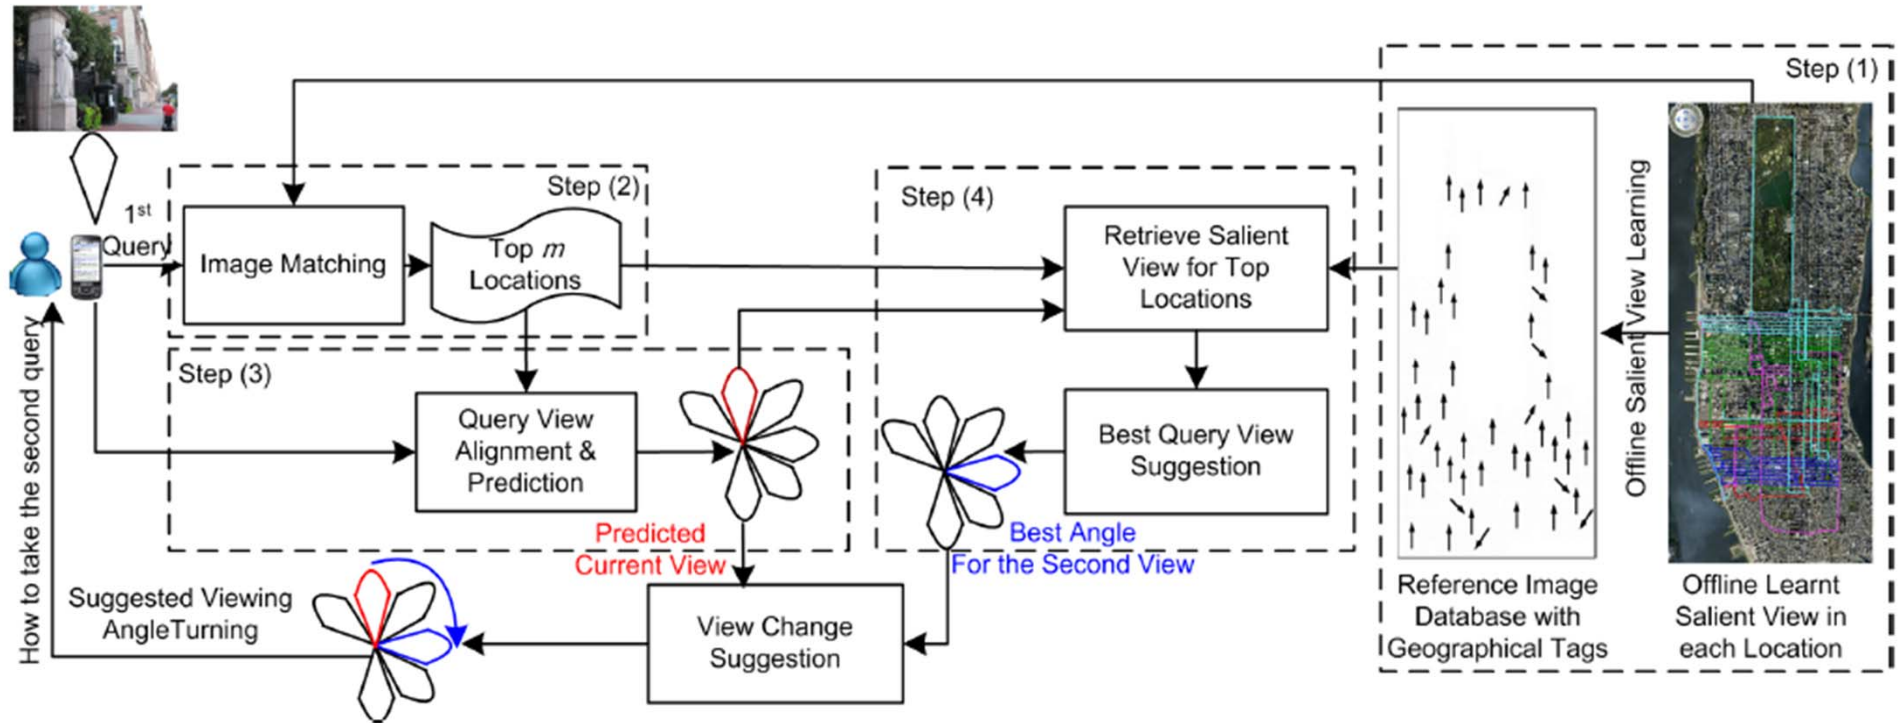 Step (1)
Step (2)
1st
Query
Image Matching
Top m
Locations
Step (4)
Retrieve Salient
View for Top
Locations
Offline Salient View Learning
Step (3)
Query View
Alignment &
Prediction
Best Query View
Suggestion
Predicted
Current View
Best Angle
For the Second View
How to take the second query
Suggested Viewing
AngleTurning
View Change
Suggestion
Reference Image
Database with
Geographical Tags
Offline Learnt
Salient View in
each Location